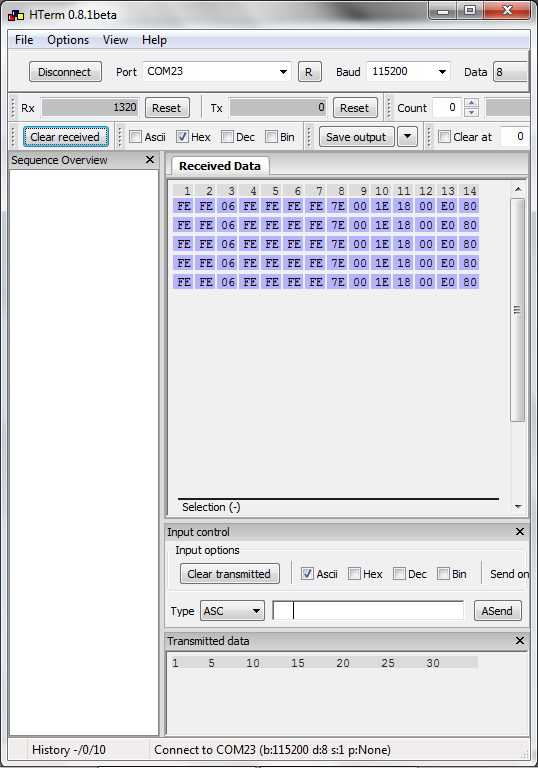 HTerm 0.8.1beta
File Options View Help
Disconnect Port COM23 R Baud 115200 Data 8
Rx 1320 Reset Tx 0 Reset Count 0
Clear received Ascii Hex Dec Bin Save output Clear at 0
Sequence Overview
Received Data
1 2 3 4 5 6 7 8 9 10 11 12 13 14
FE FE 06 FE FE FE FE 7E 00 1E 18 00 E0 80
FE FE 06 FE FE FE FE 7E 00 1E 18 00 E0 80
FE FE 06 FE FE FE FE 7E 00 1E 18 00 E0 80
FE FE 06 FE FE FE FE 7E 00 1E 18 00 E0 80
FE FE 06 FE FE FE FE 7E 00 1E 18 00 E0 80
Selection (-)
Input control
Input options
Clear transmitted Ascii Hex Dec Bin Send on
Type ASC ASend
Transmitted data
1 5 10 15 20 25 30
History -/0/10 Connect to COM23 (b:115200 d:8 s:1 p:None)